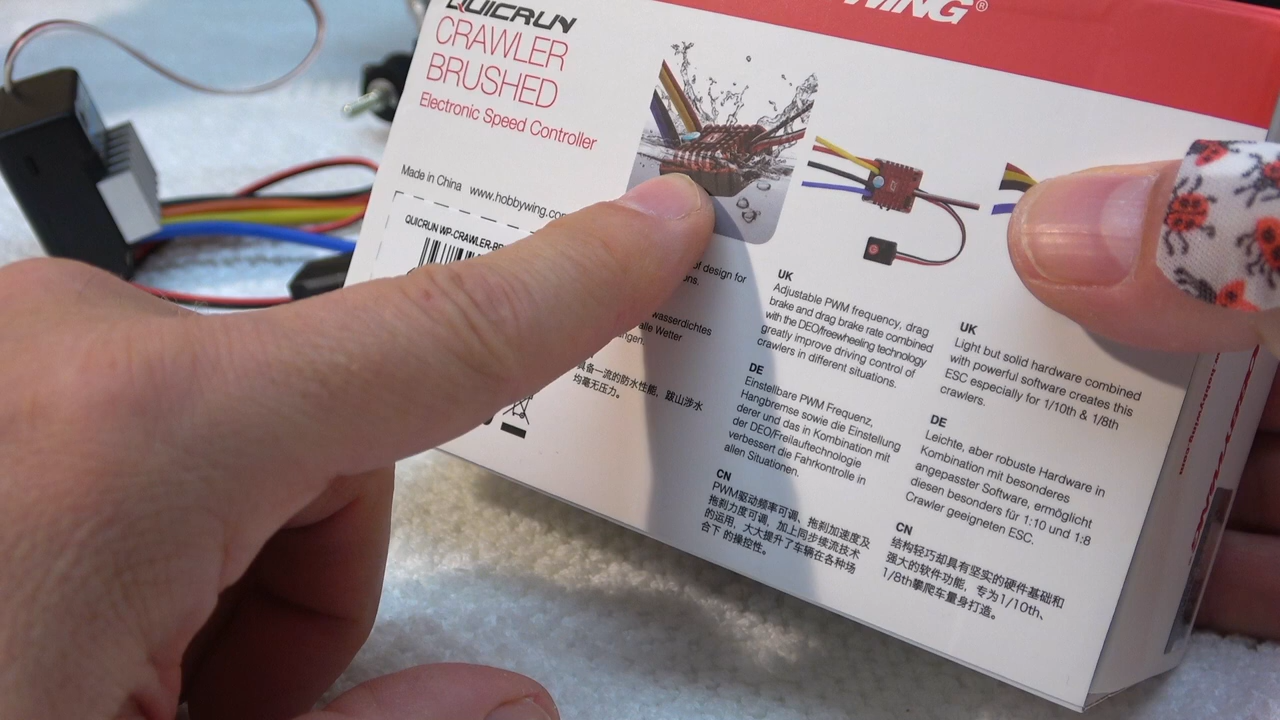 QUICRUN
WING®
CRAWLER
BRUSHED
Electronic Speed Controller
Made in China www.hobbywing.com
QUICRUN WP-CRAWLER-BR
of design for
wasserdichtes
alle Wetter
一流的防水性能，跋山涉水
均毫无压力。
UK
Adjustable PWM frequency, drag
brake and drag brake rate combined
with the DEO/freewheeling technology
greatly improve driving control of
crawlers in different situations.
DE
Einstellbare PWM Frequenz,
Hangbremse sowie die Einstellung
derer und das in Kombination mit
der DEO/Freilauftechnologie
verbessert die Fahrkontrolle in
allen Situationen.
CN
PWM驱动频率可调、拖刹加速度及
拖刹力度可调，加上同步续流技术
的运用，大大提升了车辆在各种场
合下的操控性。
UK
Light but solid hardware combined
with powerful software creates this
ESC especially for 1/10th & 1/8th
crawlers.
DE
Leichte, aber robuste Hardware in
Kombination mit besonderes
angepasster Software, ermöglicht
diesen besonders für 1:10 und 1:8
Crawler geeigneten ESC.
CN
结构轻巧却具有坚实的硬件基础和
强大的软件功能，专为1/10th、
1/8th攀爬车量身打造。